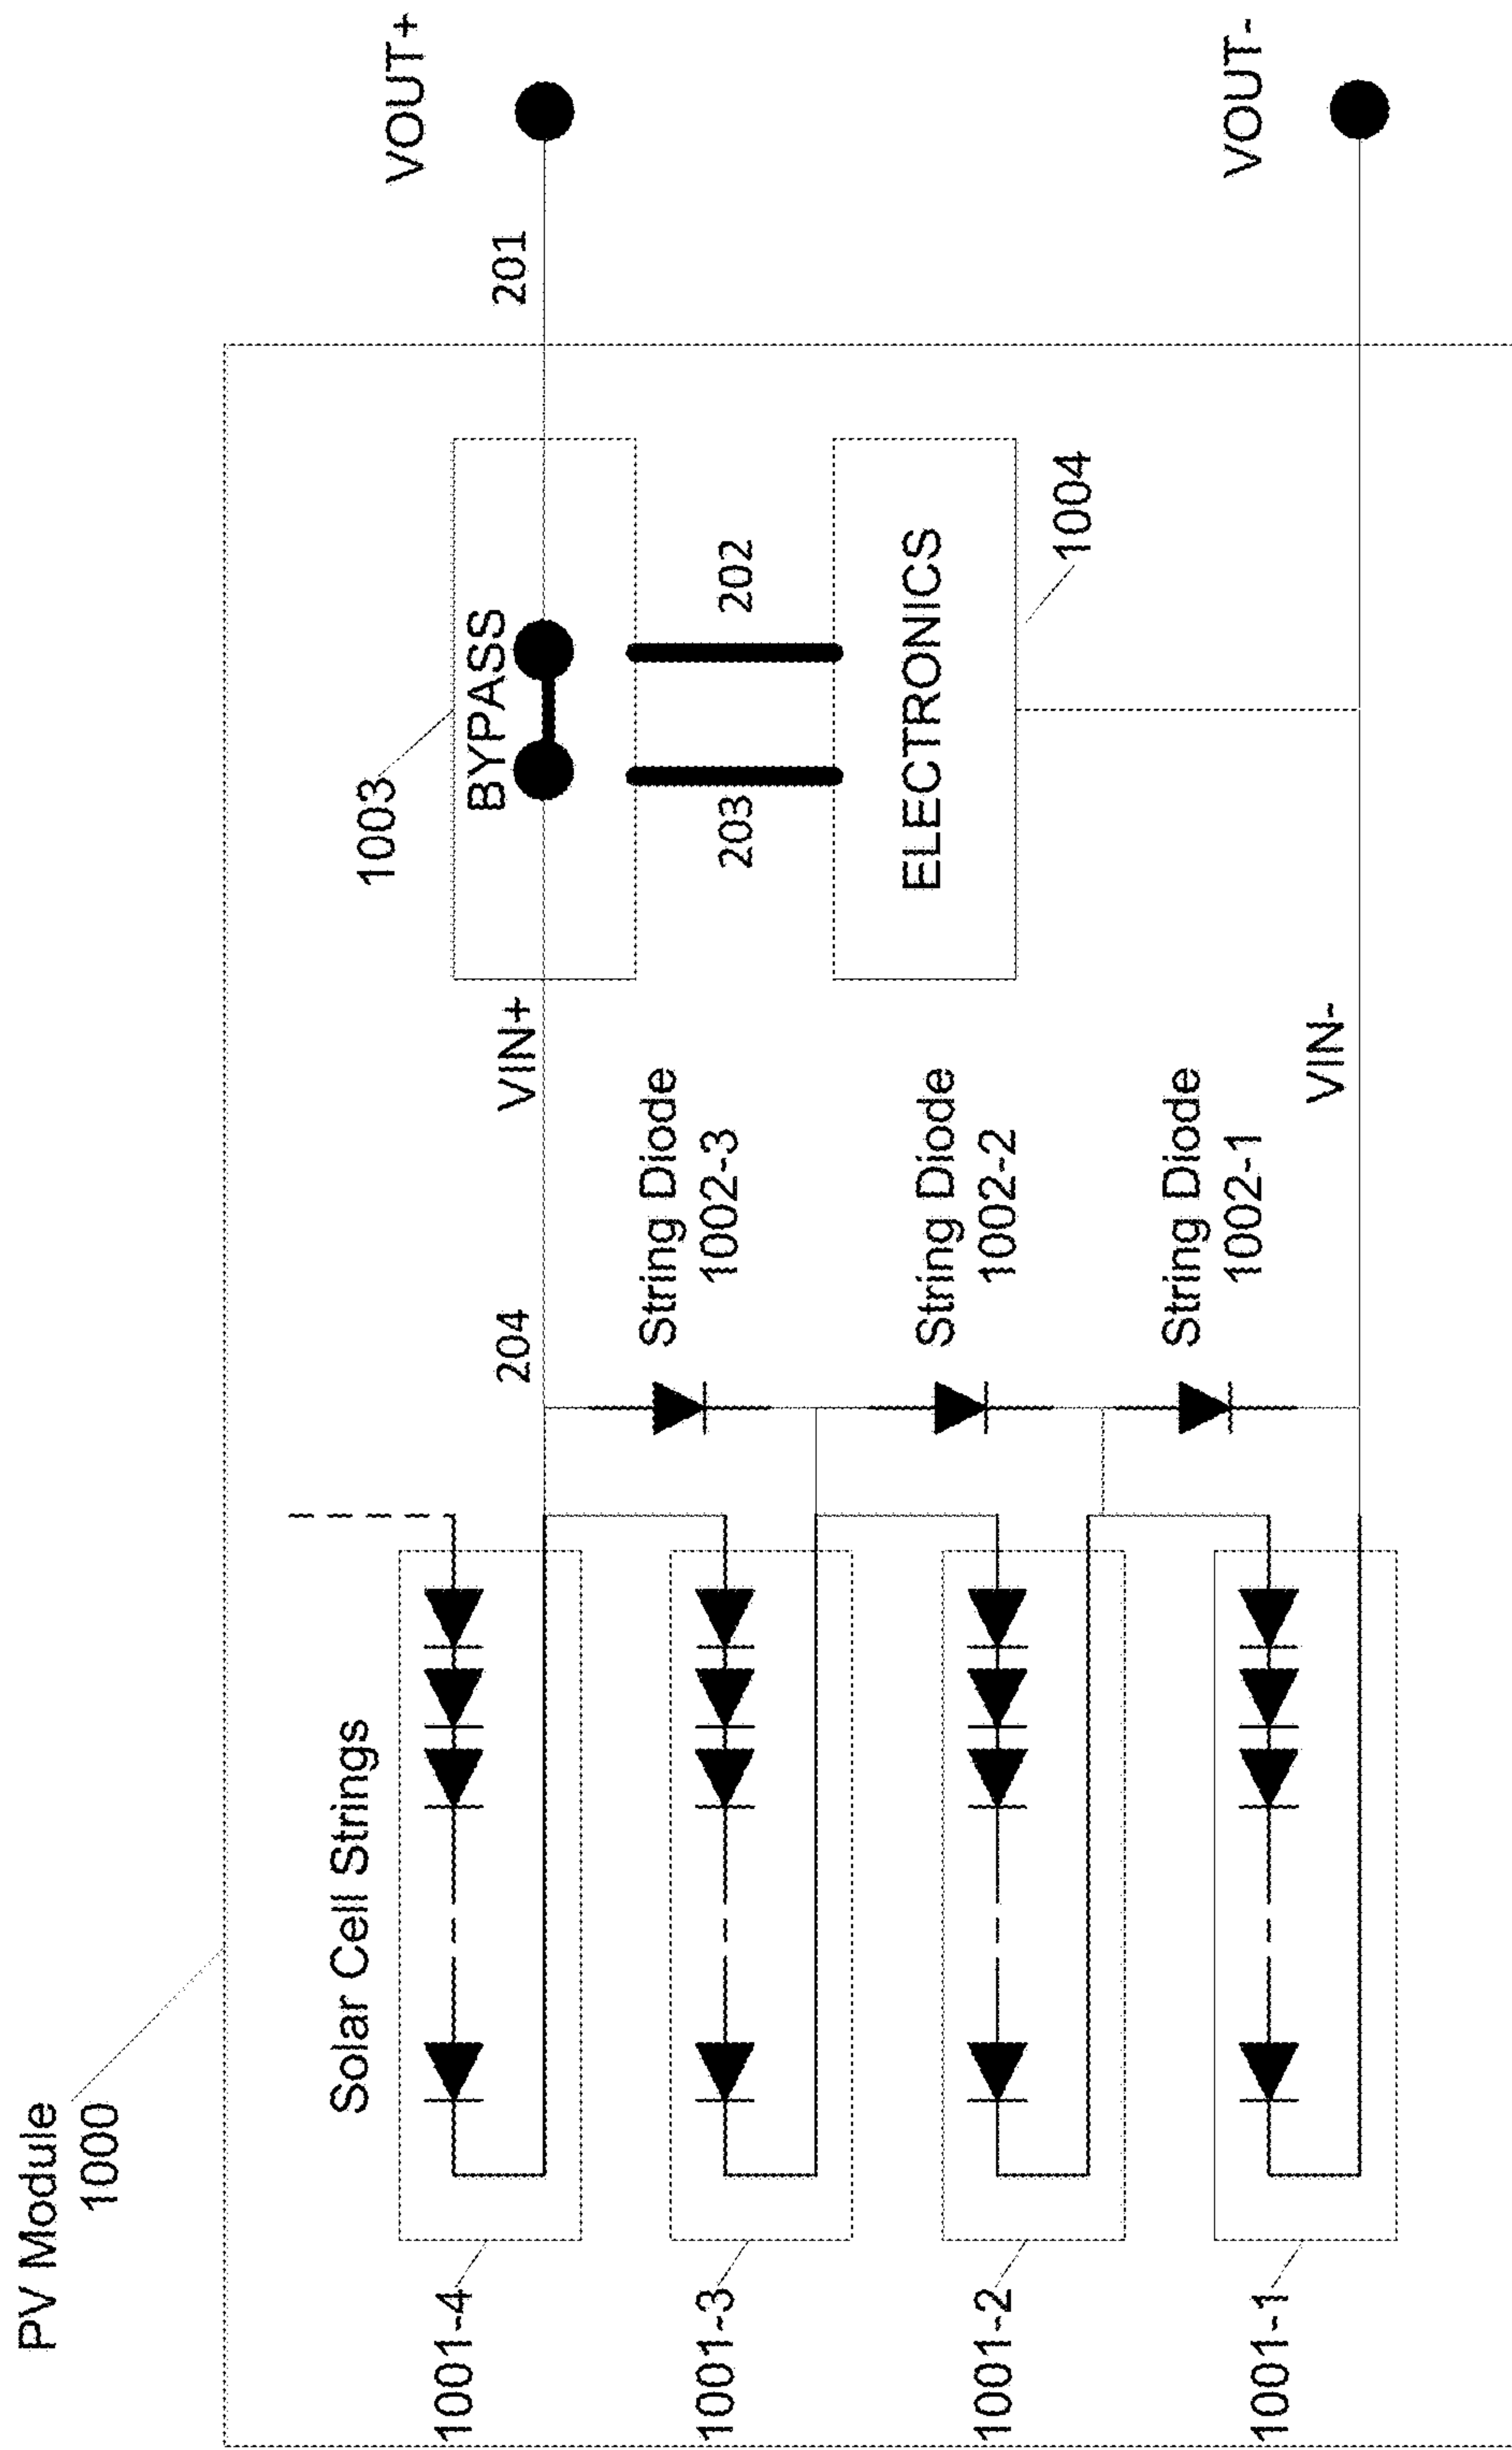 PV Module
1000
Solar Cell Strings
1001-4
1001-3
1001-2
1001-1
204
VIN+
String Diode
1002-3
String Diode
1002-2
String Diode
1002-1
VIN-
1003
BYPASS
203
202
ELECTRONICS
1004
201
VOUT+
VOUT-